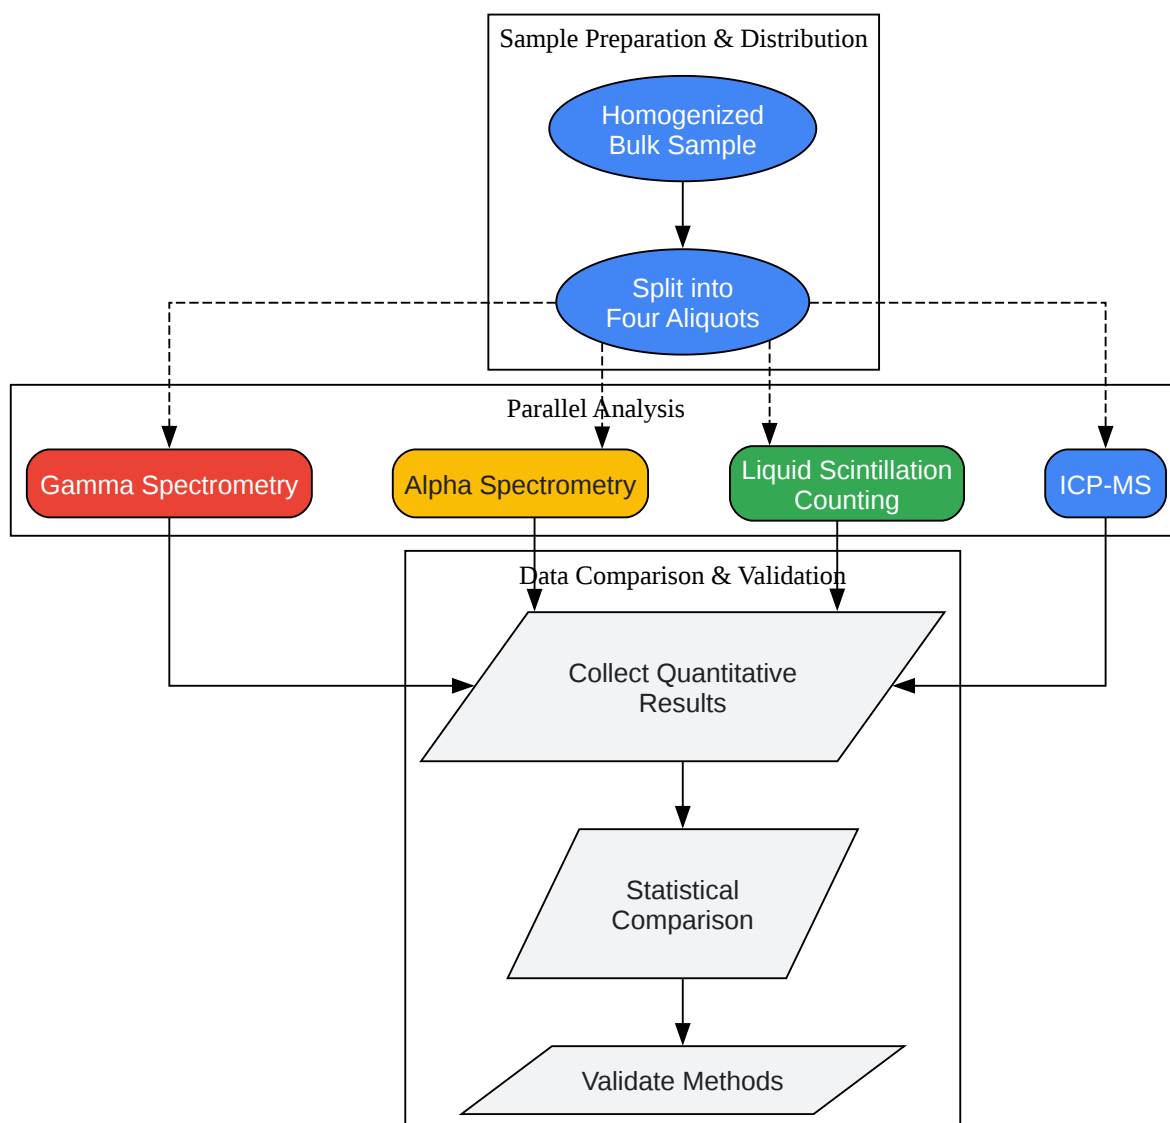 Sample Preparation & Distribution
Homogenized
Bulk Sample
Split into
Four Aliquots
Parallel Analysis
Gamma Spectrometry
Alpha Spectrometry
Liquid Scintillation
Counting
ICP-MS
Data Comparison & Validation
Collect Quantitative
Results
Statistical
Comparison
Validate Methods